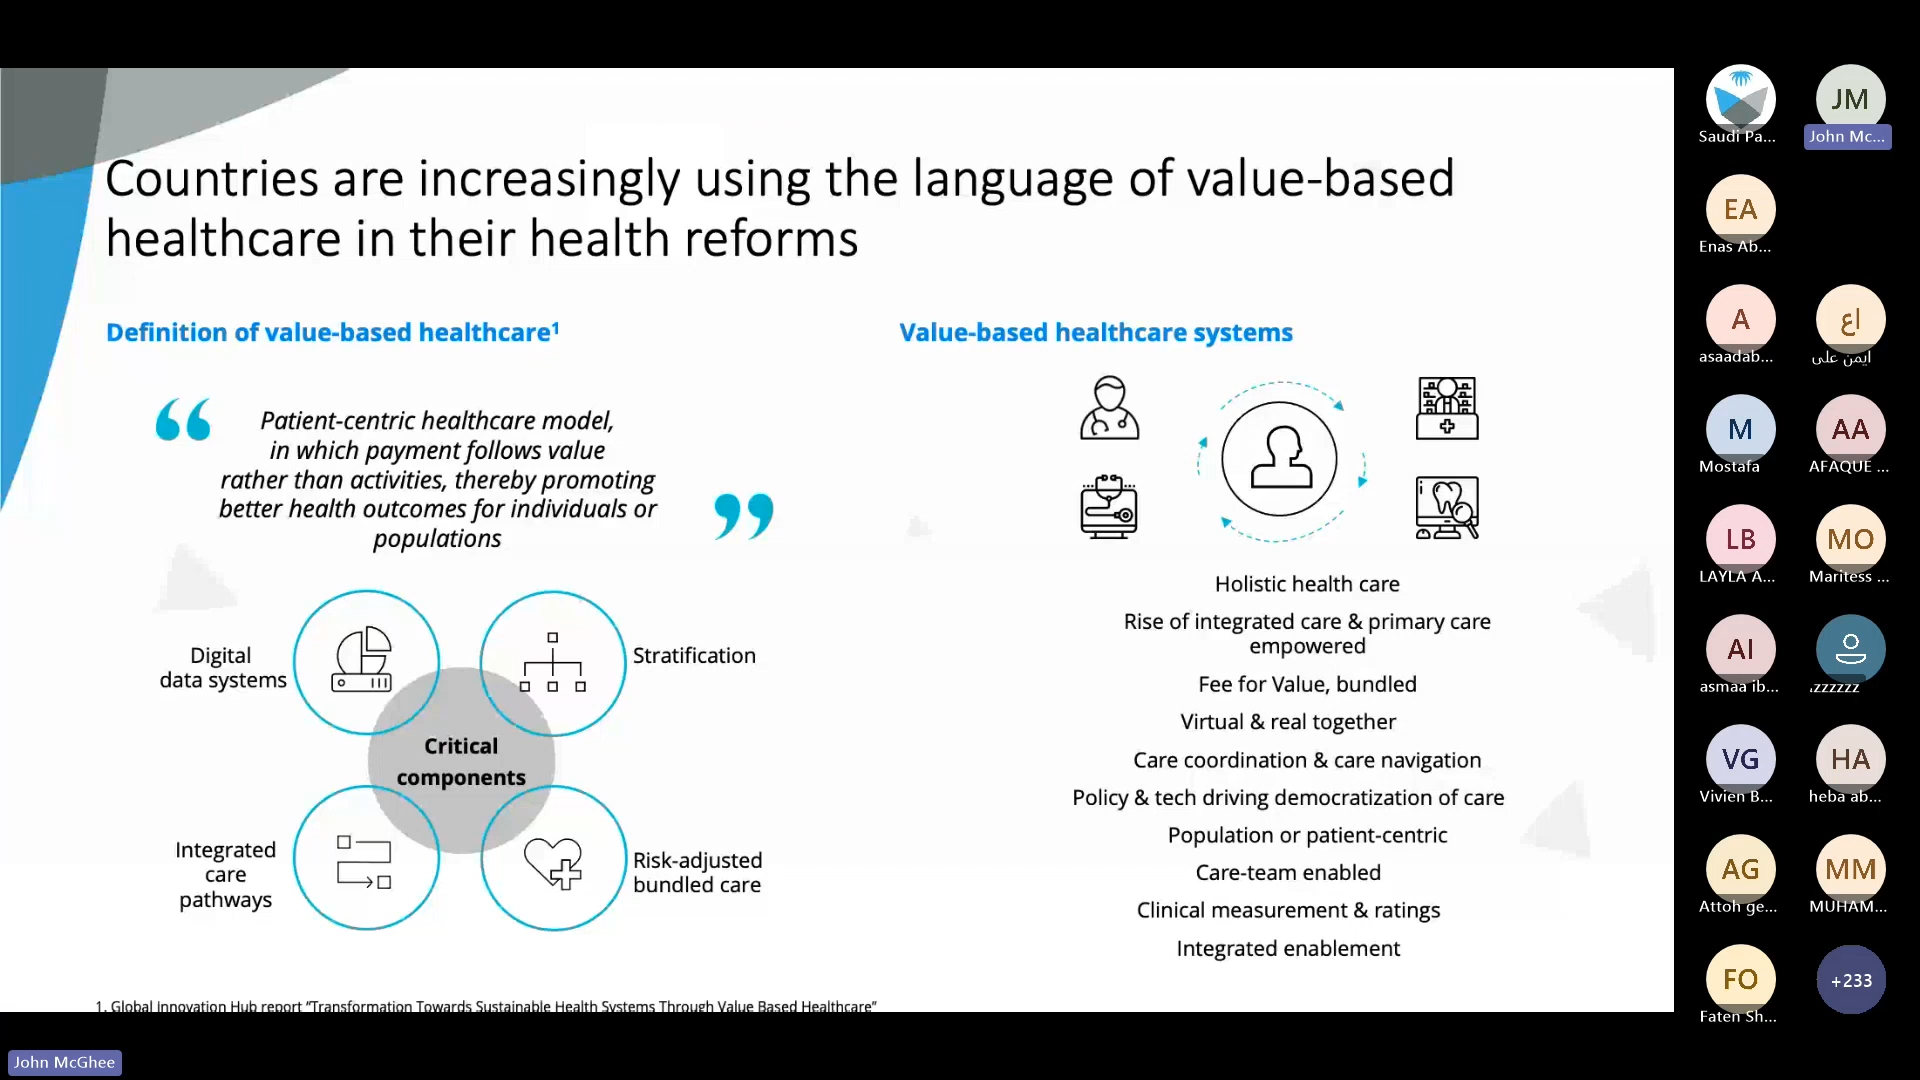 Countries are increasingly using the language of value-based
healthcare in their health reforms
Definition of value-based healthcare¹
“
Patient-centric healthcare model,
in which payment follows value
rather than activities, thereby promoting
better health outcomes for individuals or
populations
”
Digital
data systems
Stratification
Critical
components
Integrated
care
pathways
Risk-adjusted
bundled care
Value-based healthcare systems
Holistic health care
Rise of integrated care & primary care
empowered
Fee for Value, bundled
Virtual & real together
Care coordination & care navigation
Policy & tech driving democratization of care
Population or patient-centric
Care-team enabled
Clinical measurement & ratings
Integrated enablement
1. Global Innovation Hub report “Transformation Towards Sustainable Health Systems Through Value Based Healthcare”
Saudi Pa...
JM
John Mc...
EA
Enas Ab...
A
asaadab...
اع
ايمن على
M
Mostafa
AA
AFAQUE ...
LB
LAYLA A...
MO
Maritess ...
AI
asmaa ib...
.zzzzzz
VG
Vivien B...
HA
heba ab...
AG
Attoh ge...
MM
MUHAM...
FO
Faten Sh...
+233
John McGhee